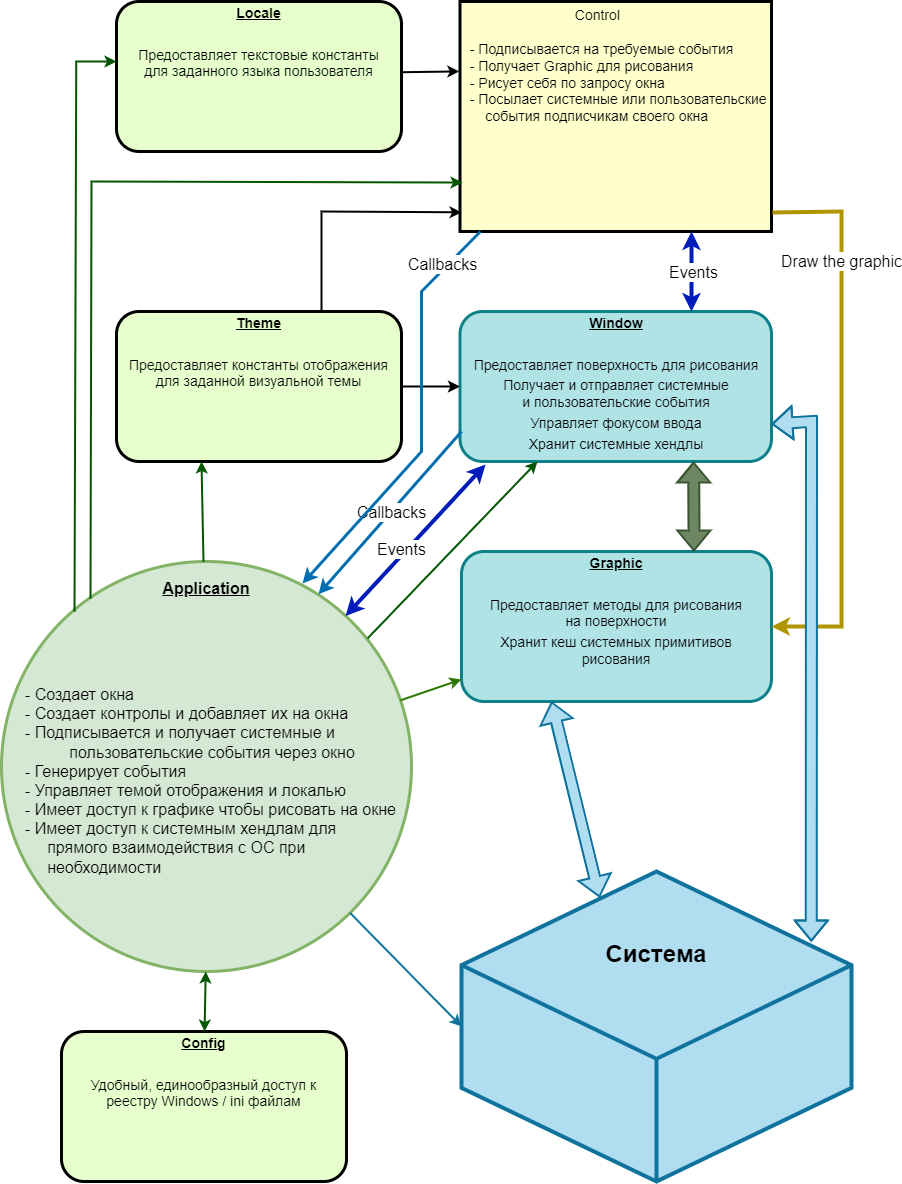 Locale
Предоставляет текстовые константы
для заданного языка пользователя
Control
- Подписывается на требуемые события
- Получает Graphic для рисования
- Рисует себя по запросу окна
- Посылает системные или пользовательские
события подписчикам своего окна
Callbacks
Events
Draw the graphic
Theme
Предоставляет константы отображения
для заданной визуальной темы
Window
Предоставляет поверхность для рисования
Получает и отправляет системные
и пользовательские события
Управляет фокусом ввода
Хранит системные хендлы
Callbacks
Events
Graphic
Предоставляет методы для рисования
на поверхности
Хранит кеш системных примитивов
рисования
Application
- Создает окна
- Создает контролы и добавляет их на окна
- Подписывается и получает системные и
пользовательские события через окно
- Генерирует события
- Управляет темой отображения и локалью
- Имеет доступ к графике чтобы рисовать на окне
- Имеет доступ к системным хендлам для
прямого взаимодействия с ОС при
необходимости
Система
Config
Удобный, единообразный доступ к
реестру Windows / ini файлам